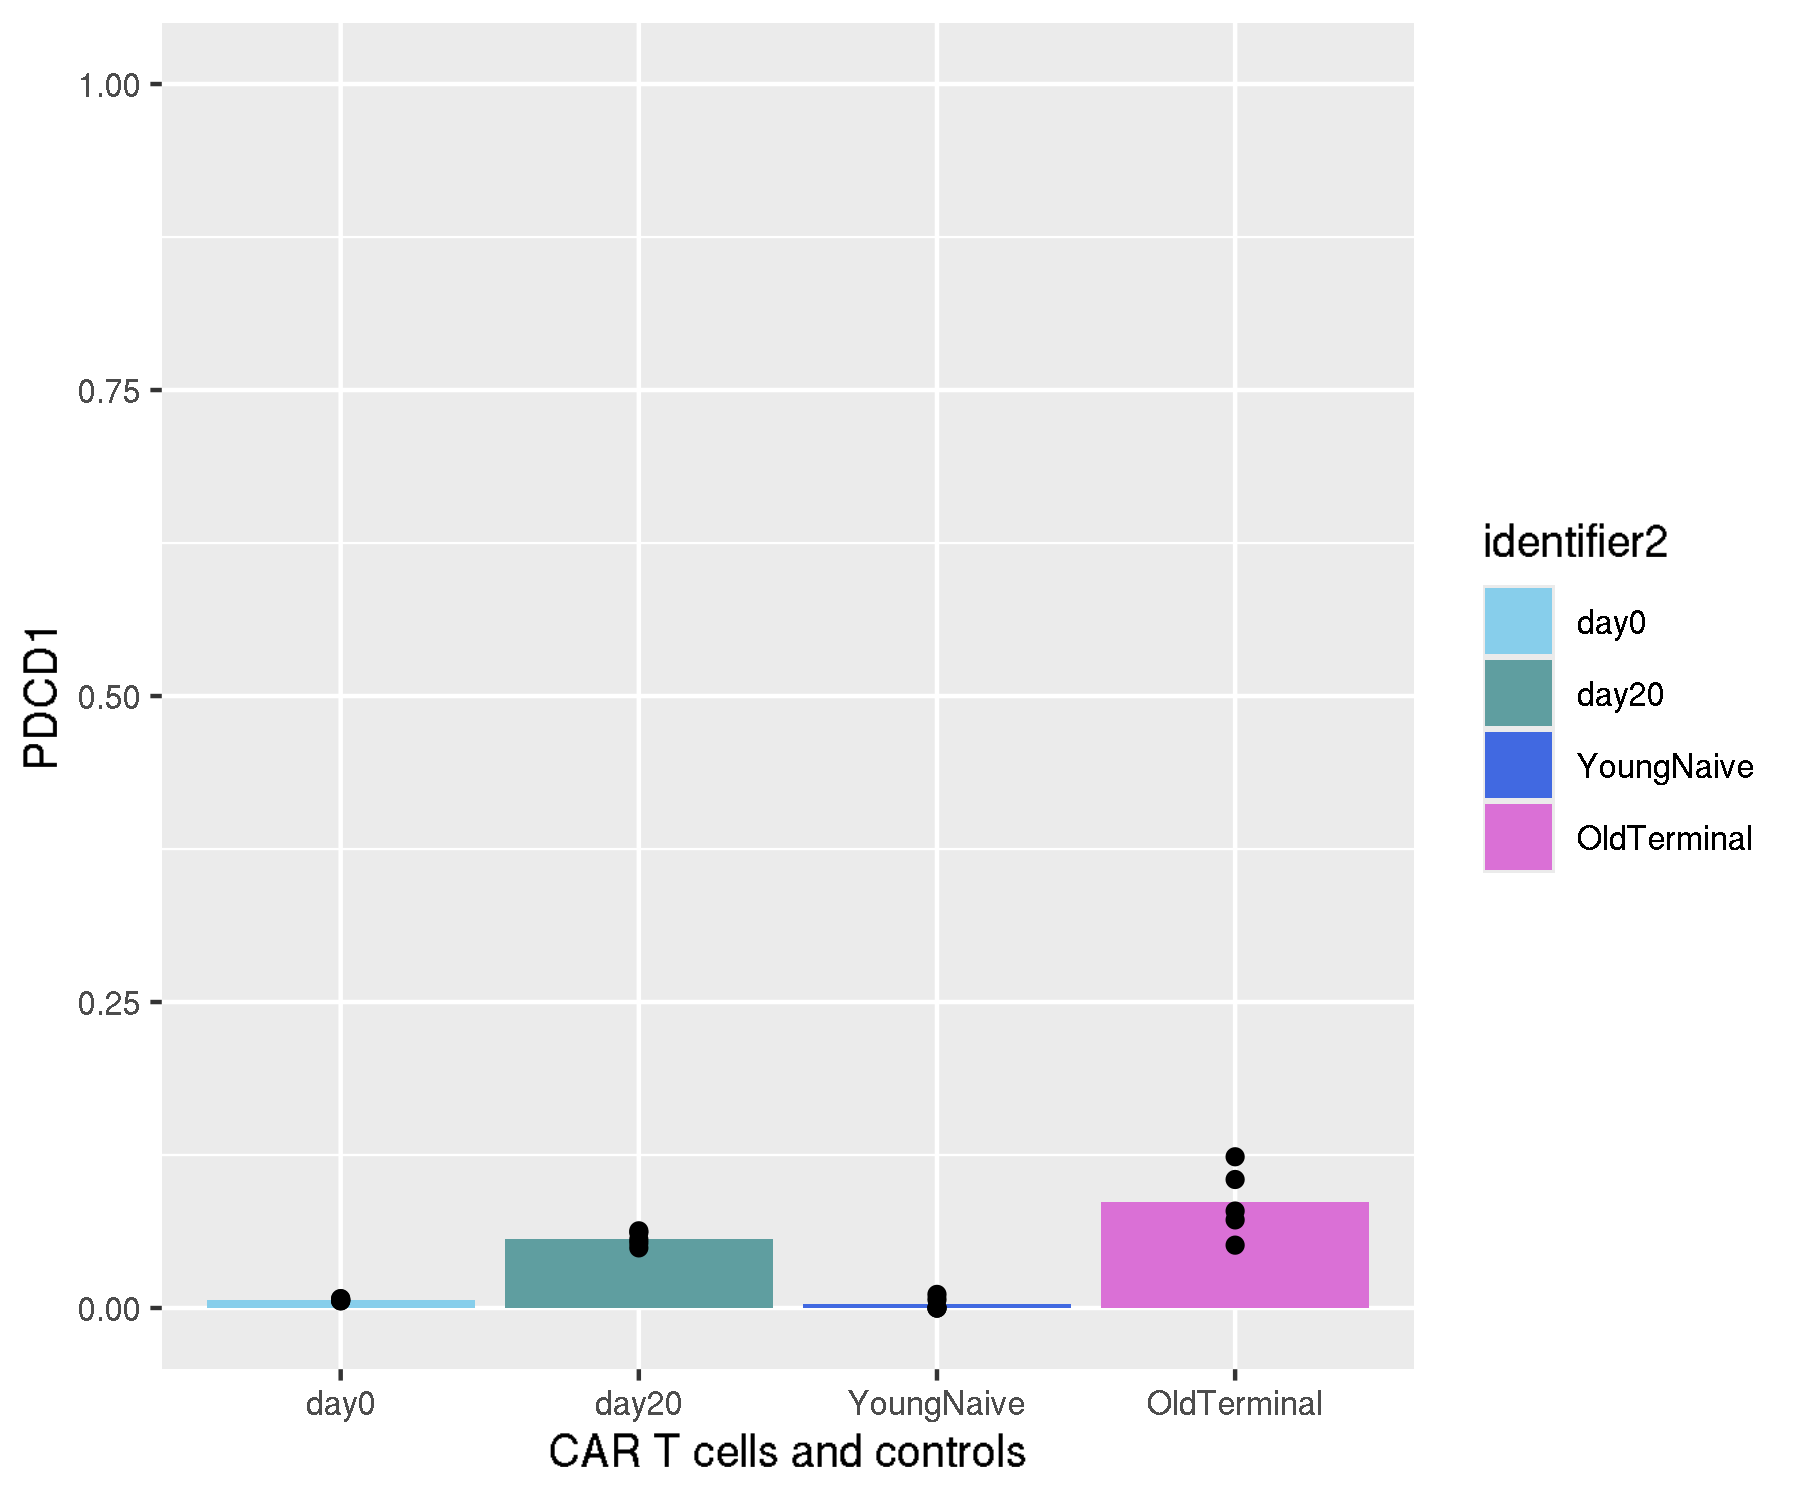 PDCD1
1.00
0.75
0.50
0.25
0.00
day0
day20
YoungNaive
OldTerminal
CAR T cells and controls
identifier2
day0
day20
YoungNaive
OldTerminal